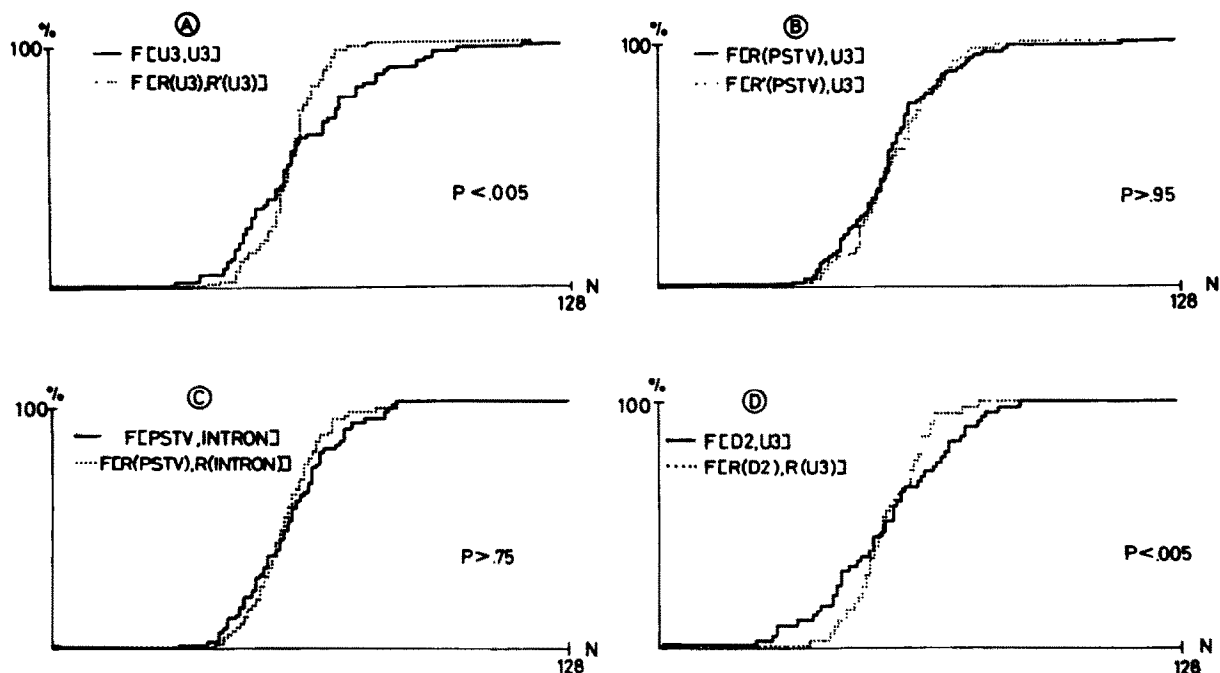 Ⓐ
%
100%
F[U3,U3]
F[R(U3),R'(U3)]
P<.005
N
128
Ⓑ
%
100%
F[R(PSTV),U3]
F[R'(PSTV),U3]
P>.95
N
128
Ⓒ
%
100%
F[PSTV,INTRON]
F[R(PSTV),R(INTRON)]
P>.75
N
128
Ⓓ
%
100%
F[D2,U3]
F[R(D2),R(U3)]
P<.005
N
128